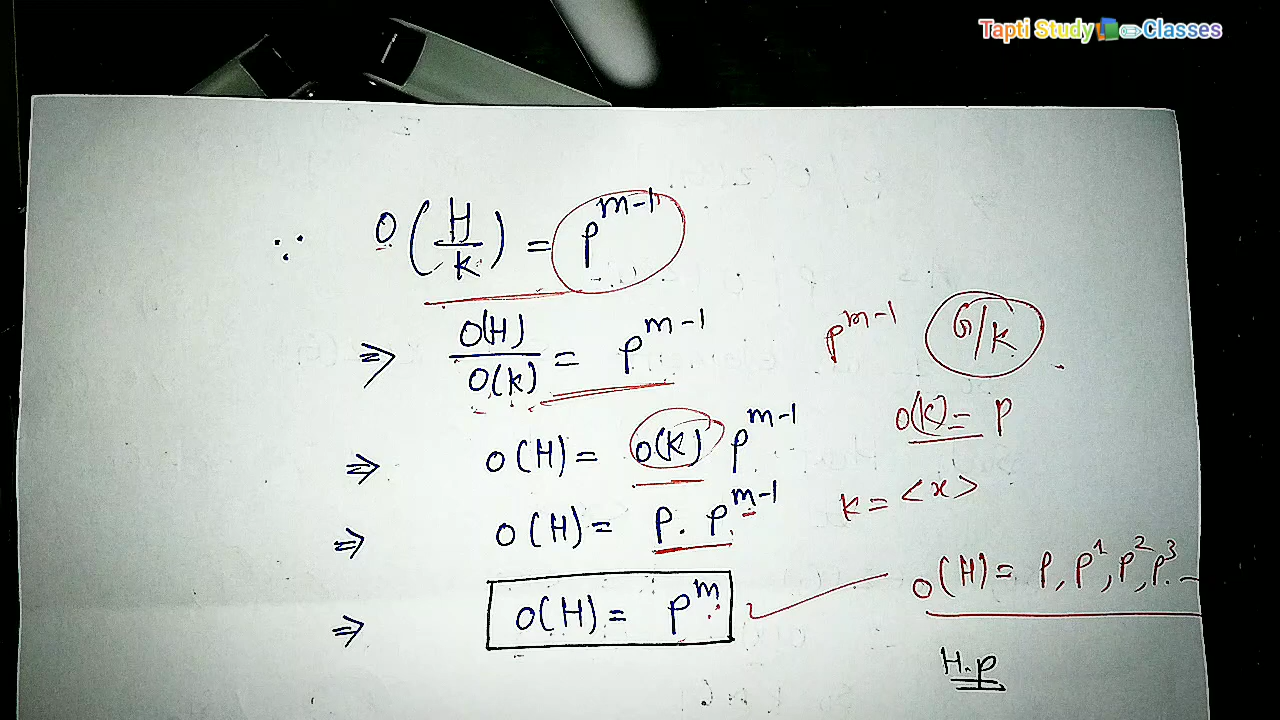 Tapti Study Classes
∵ O(H/K) = p^{m-1}
⇒ O(H)/O(K) = p^{m-1}
p^{m-1} G/K
O(K) = p
⇒ O(H) = O(K) p^{m-1}
K = <x>
⇒ O(H) = p. p^{m-1}
O(H) = p, p^1, p^2, p^3. -
⇒ O(H) = p^m.
H.p